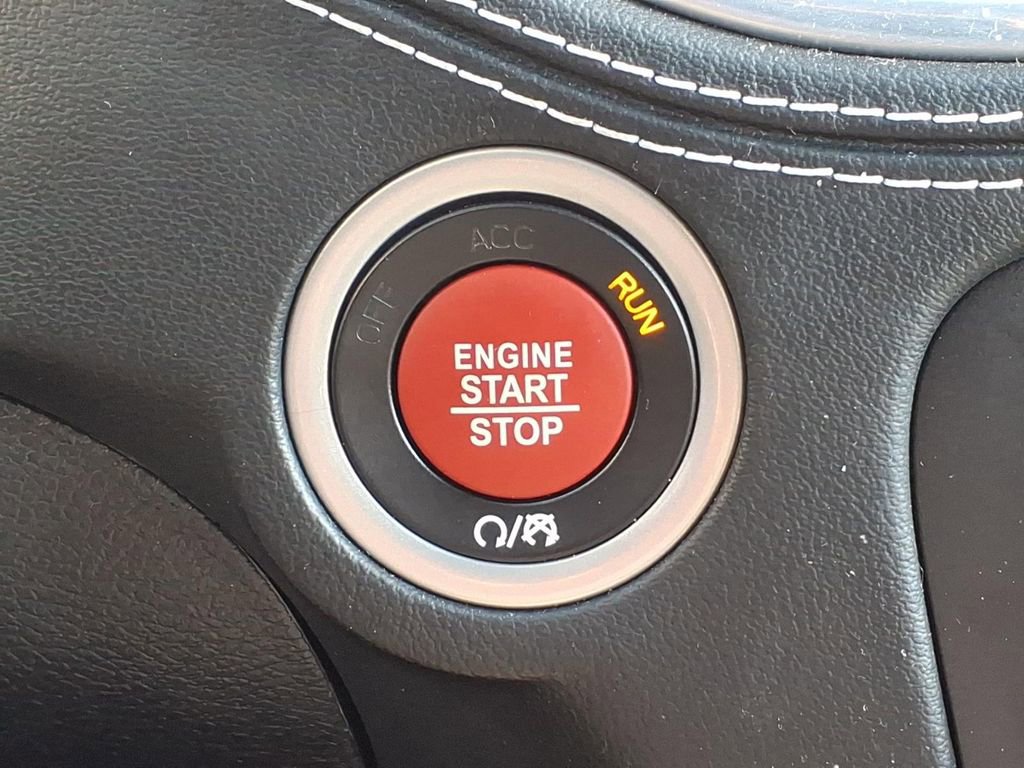 ACC
OFF
RUN
ENGINE
START
STOP